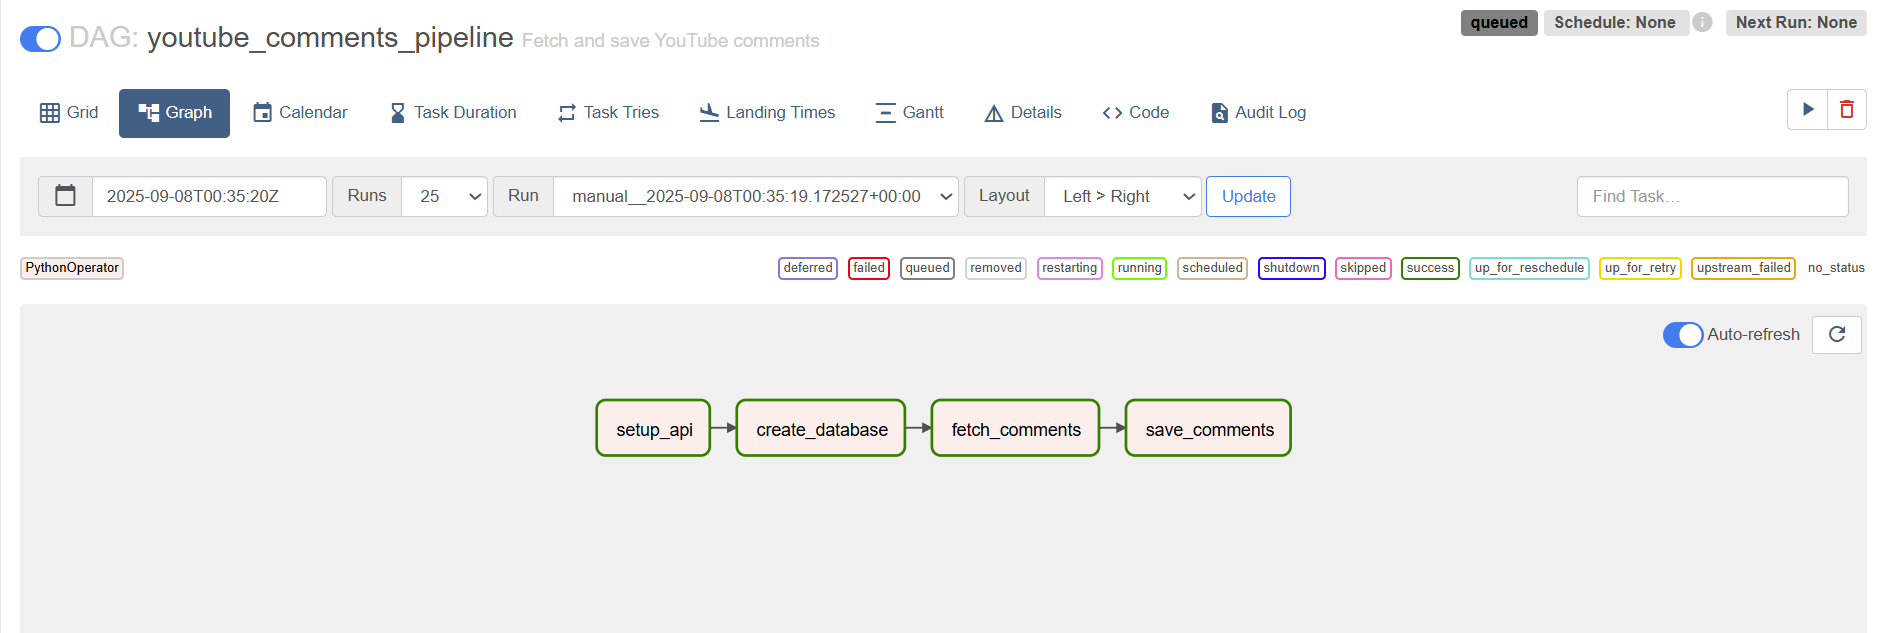 DAG: youtube_comments_pipeline Fetch and save YouTube comments
queued Schedule: None i Next Run: None
Grid Graph Calendar Task Duration Task Tries Landing Times Gantt Details Code Audit Log
2025-09-08T00:35:20Z Runs 25 Run manual__2025-09-08T00:35:19.172527+00:00 Layout Left > Right Update Find Task…
PythonOperator deferred failed queued removed restarting running scheduled shutdown skipped success up_for_reschedule up_for_retry upstream_failed no_status
Auto-refresh
setup_api create_database fetch_comments save_comments